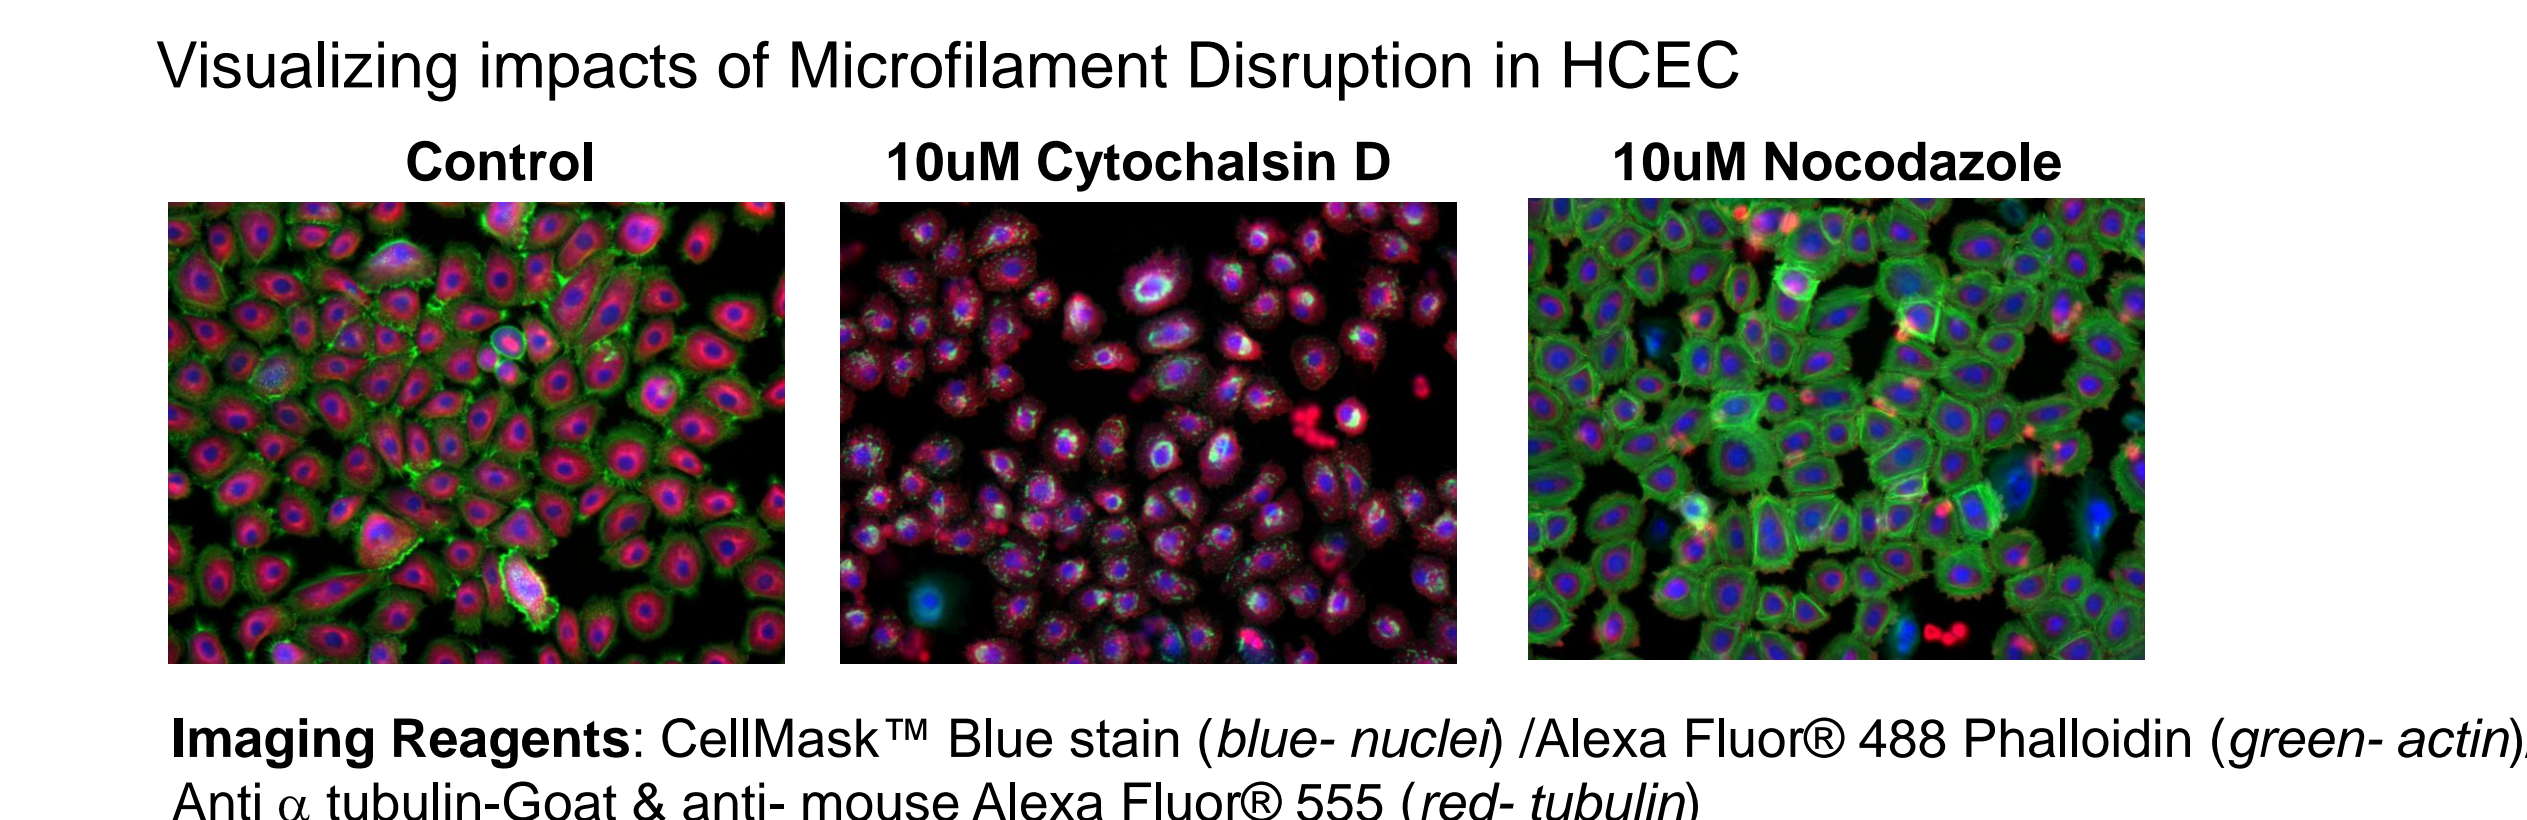 Visualizing impacts of Microfilament Disruption in HCEC
Control
10uM Cytochalsin D
10uM Nocodazole
Imaging Reagents: CellMask™ Blue stain (blue- nuclei) /Alexa Fluor® 488 Phalloidin (green- actin)/
Anti α tubulin-Goat & anti- mouse Alexa Fluor® 555 (red- tubulin)